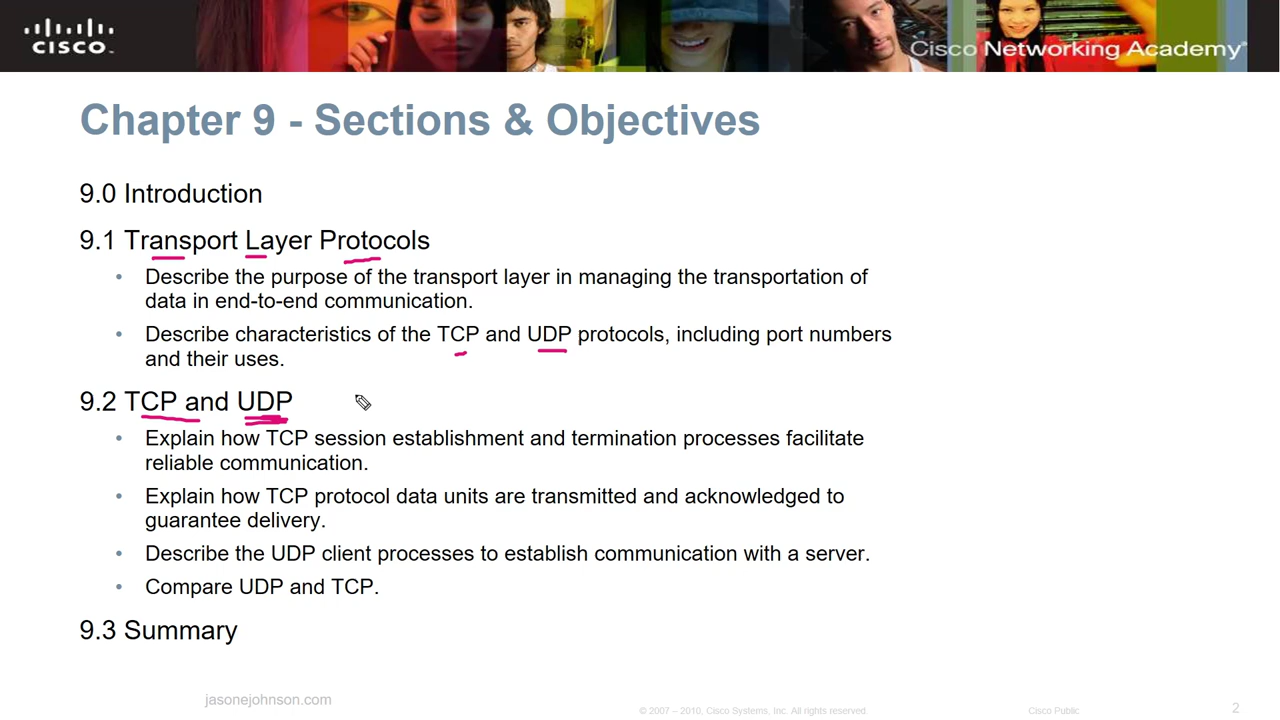 CISCO™
Cisco Networking Academy®
Chapter 9 - Sections & Objectives
9.0 Introduction
9.1 Transport Layer Protocols
• Describe the purpose of the transport layer in managing the transportation of
data in end-to-end communication.
• Describe characteristics of the TCP and UDP protocols, including port numbers
and their uses.
9.2 TCP and UDP
• Explain how TCP session establishment and termination processes facilitate
reliable communication.
• Explain how TCP protocol data units are transmitted and acknowledged to
guarantee delivery.
• Describe the UDP client processes to establish communication with a server.
• Compare UDP and TCP.
9.3 Summary
jasonejohnson.com
© 2007 – 2010, Cisco Systems, Inc. All rights reserved.
Cisco Public
2